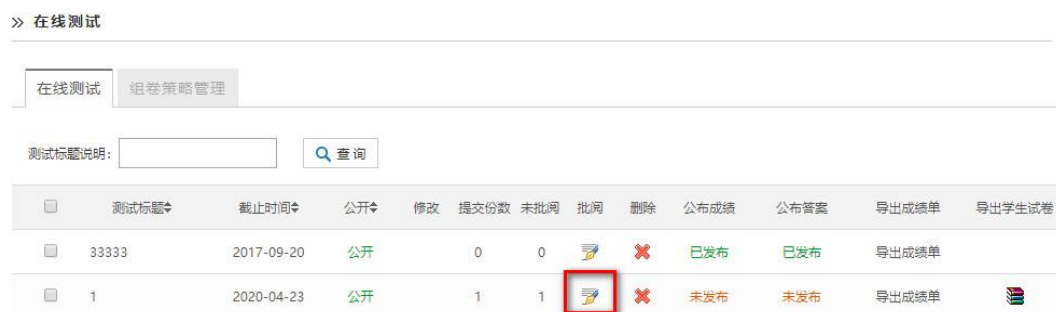 » 在线测试
在线测试 组卷策略管理
测试标题说明: 查询
测试标题 截止时间 公开 修改 提交份数 未批阅 批阅 删除 公布成绩 公布答案 导出成绩单 导出学生试卷
33333 2017-09-20 公开 0 0 已发布 已发布 导出成绩单
1 2020-04-23 公开 1 1 未发布 未发布 导出成绩单